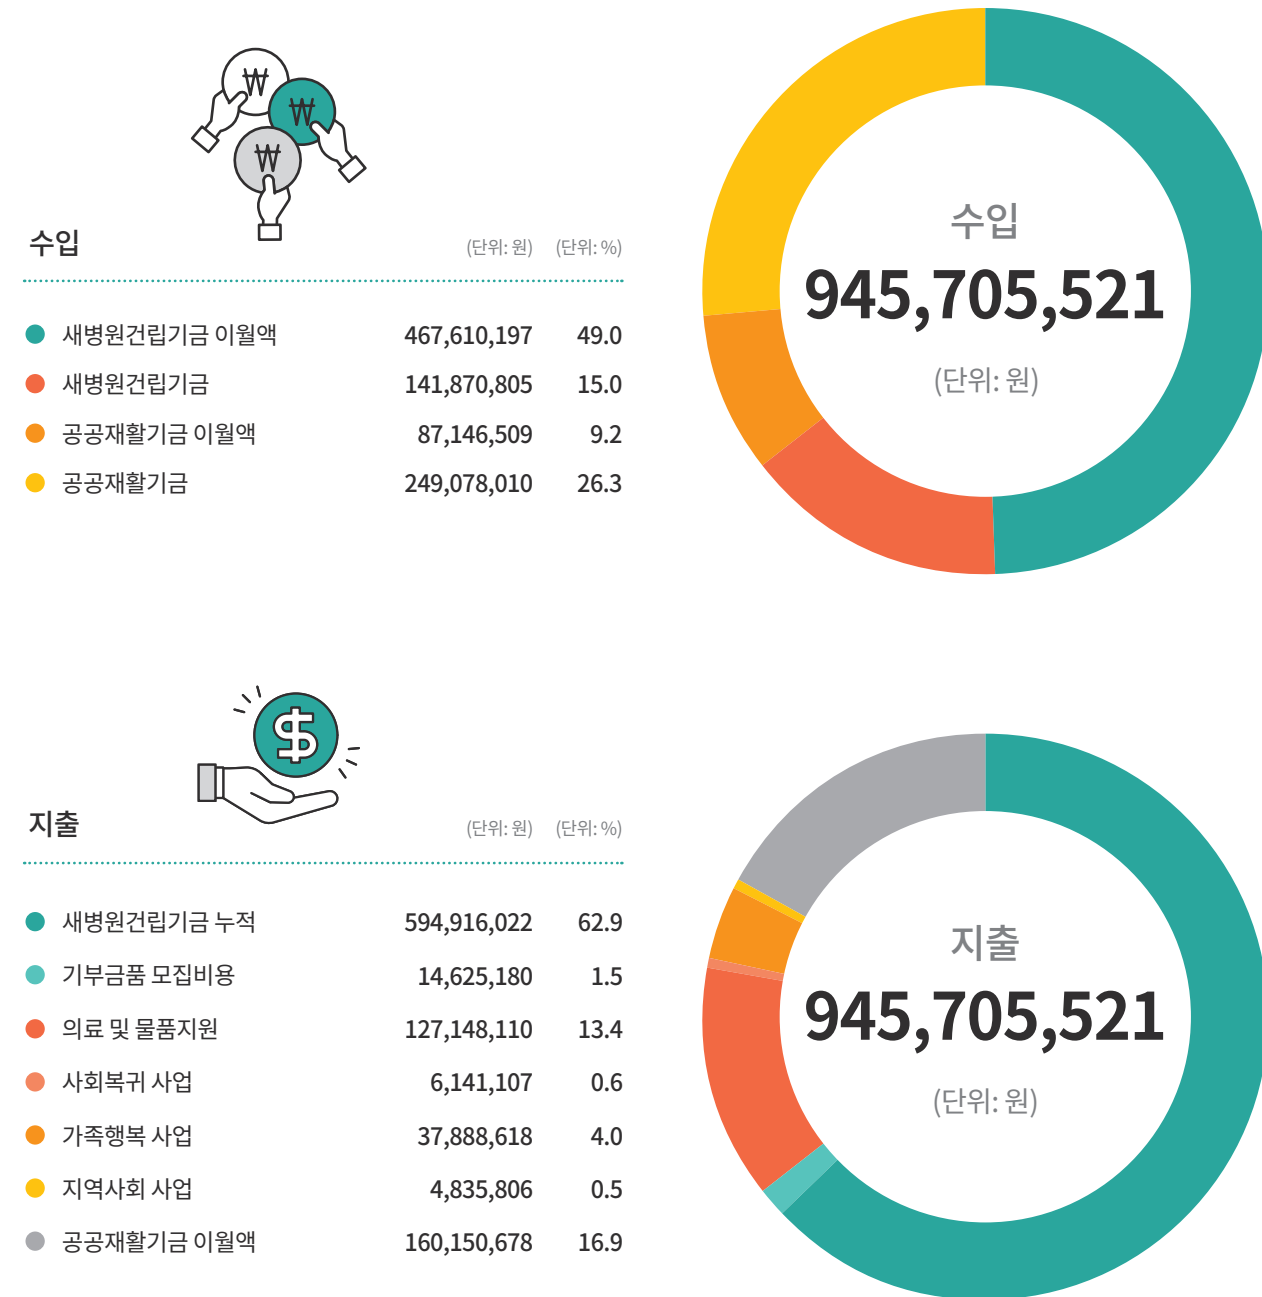 ₩
₩
₩
수입 (단위: 원) (단위: %)
새병원건립기금 이월액 467,610,197 49.0
새병원건립기금 141,870,805 15.0
공공재활기금 이월액 87,146,509 9.2
공공재활기금 249,078,010 26.3
수입
945,705,521
(단위: 원)
$
지출 (단위: 원) (단위: %)
새병원건립기금 누적 594,916,022 62.9
기부금품 모집비용 14,625,180 1.5
의료 및 물품지원 127,148,110 13.4
사회복귀 사업 6,141,107 0.6
가족행복 사업 37,888,618 4.0
지역사회 사업 4,835,806 0.5
공공재활기금 이월액 160,150,678 16.9
지출
945,705,521
(단위: 원)